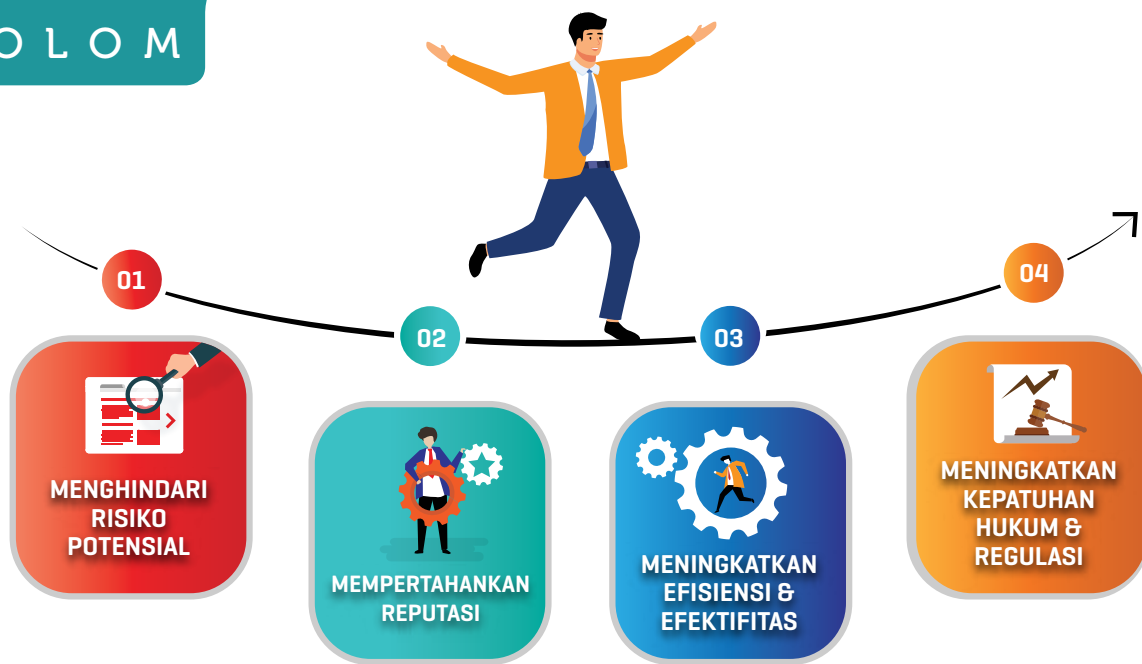 OLOM
01
02
03
04
MENGHINDARI
RISIKO
POTENSIAL
MEMPERTAHANKAN
REPUTASI
MENINGKATKAN
EFISIENSI &
EFEKTIFITAS
MENINGKATKAN
KEPATUHAN
HUKUM &
REGULASI